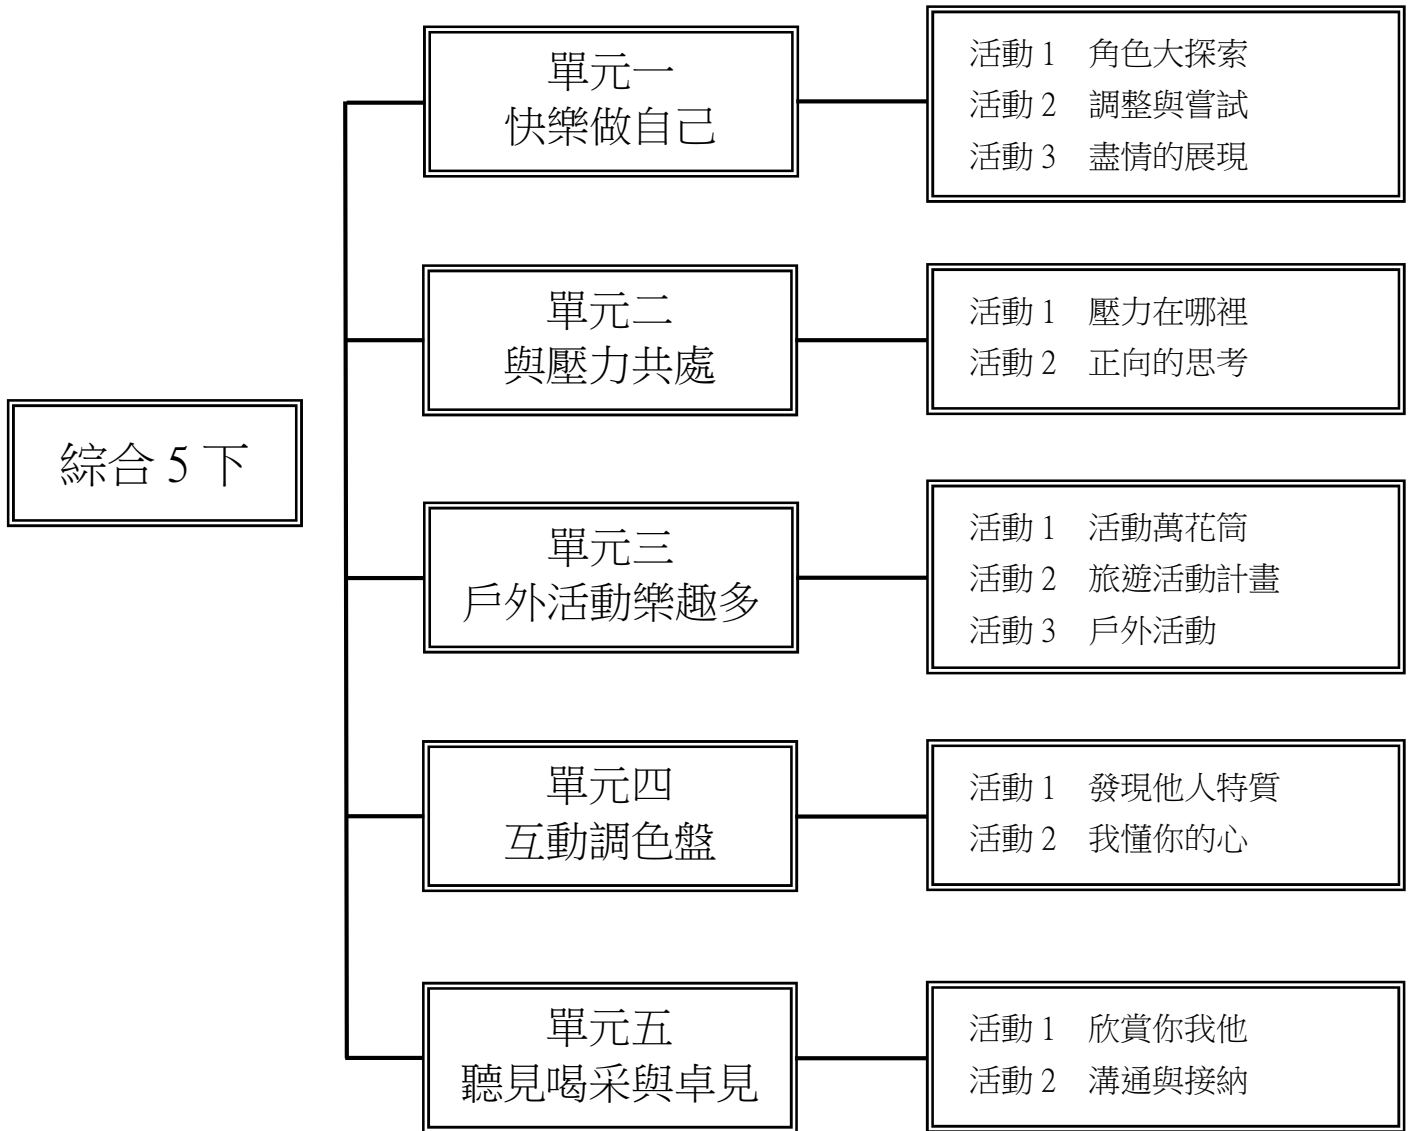 綜合 5 下
單元一
快樂做自己
活動 1　角色大探索
活動 2　調整與嘗試
活動 3　盡情的展現
單元二
與壓力共處
活動 1　壓力在哪裡
活動 2　正向的思考
單元三
戶外活動樂趣多
活動 1　活動萬花筒
活動 2　旅遊活動計畫
活動 3　戶外活動
單元四
互動調色盤
活動 1　發現他人特質
活動 2　我懂你的心
單元五
聽見喝采與卓見
活動 1　欣賞你我他
活動 2　溝通與接納